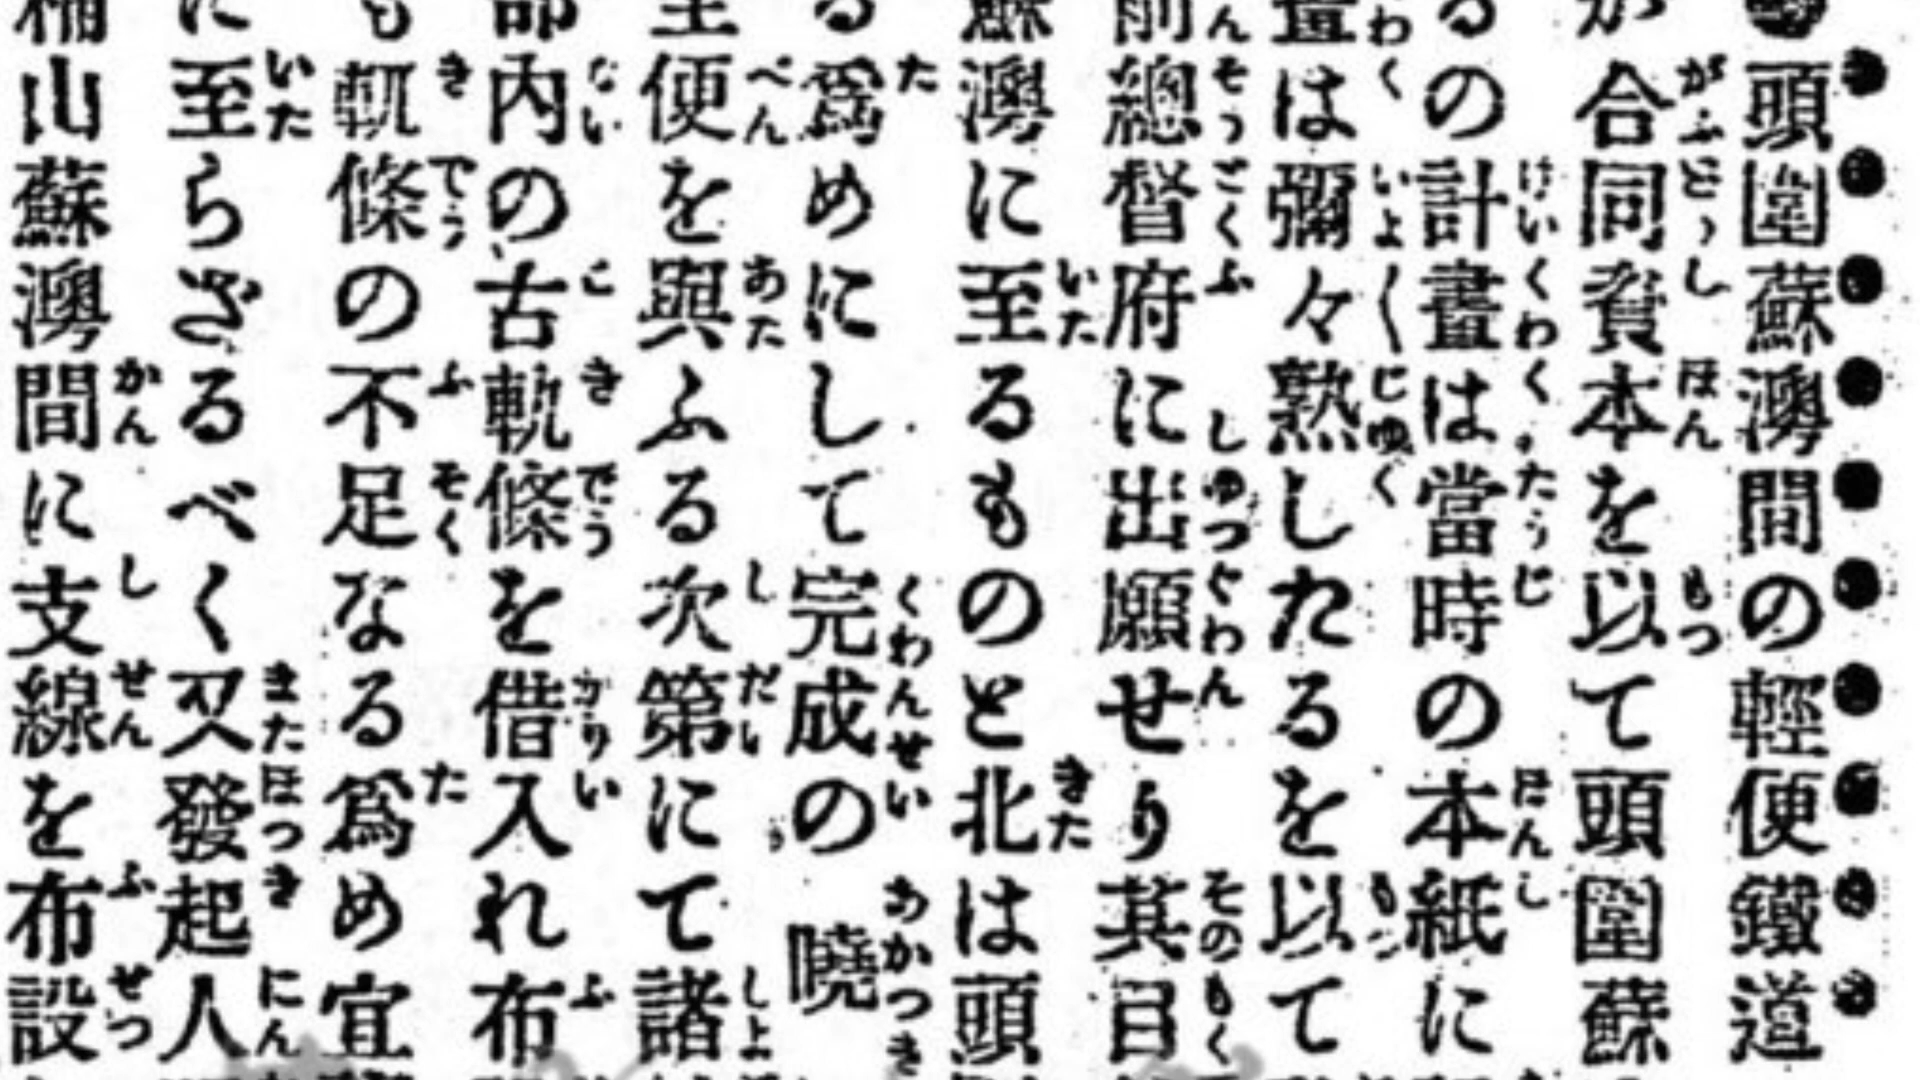 頭圍蘇澳間の輕便鐵道
が合同資本を以て頭圍蘇
るの計畫は當時の本紙に
畫は彌々熟したるを以て
前總督府に出願せり其目
蘇澳に至るものと北は頭
る爲めにして完成の曉
至便を與ふる次第にて諸
部内の古軌條を借入れ布
も軌條の不足なる爲め宜
に至らざるべく又發起人
桶山蘇澳間に支線を布設